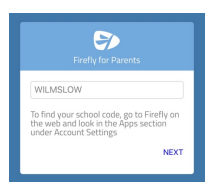 Firefly for Parents
WILMSLOW
To find your school code, go to Firefly on
the web and look in the Apps section
under Account Settings
NEXT